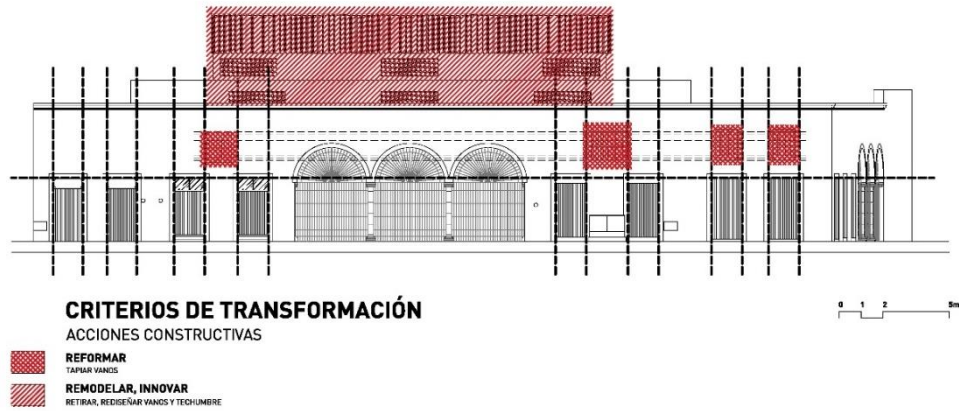 CRITERIOS DE TRANSFORMACIÓN
ACCIONES CONSTRUCTIVAS
REFORMAR
TAPIAR VANOS
REMODELAR, INNOVAR
RETIRAR, REDISEÑAR VANOS Y TECHUMBRE
0 1 2 5m